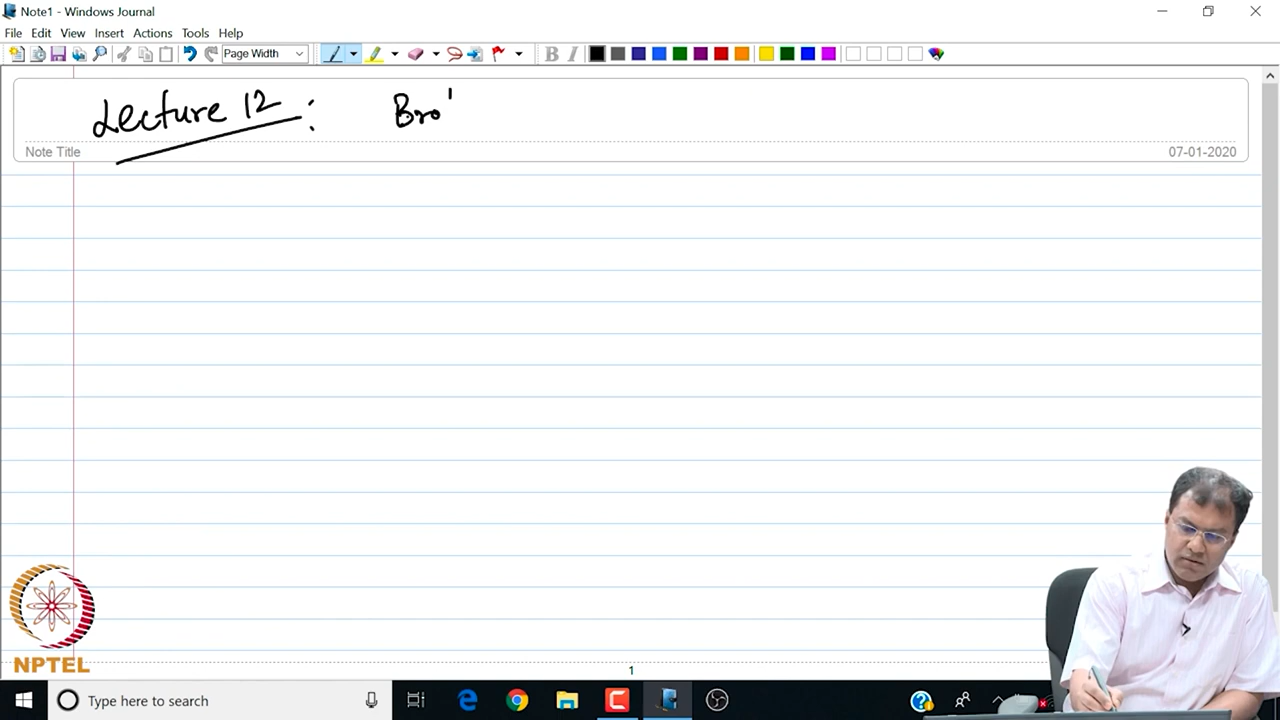 Note1 - Windows Journal
File Edit View Insert Actions Tools Help
Page Width B I
Lecture 12 : Bro
Note Title
07-01-2020
NPTEL
1
Type here to search